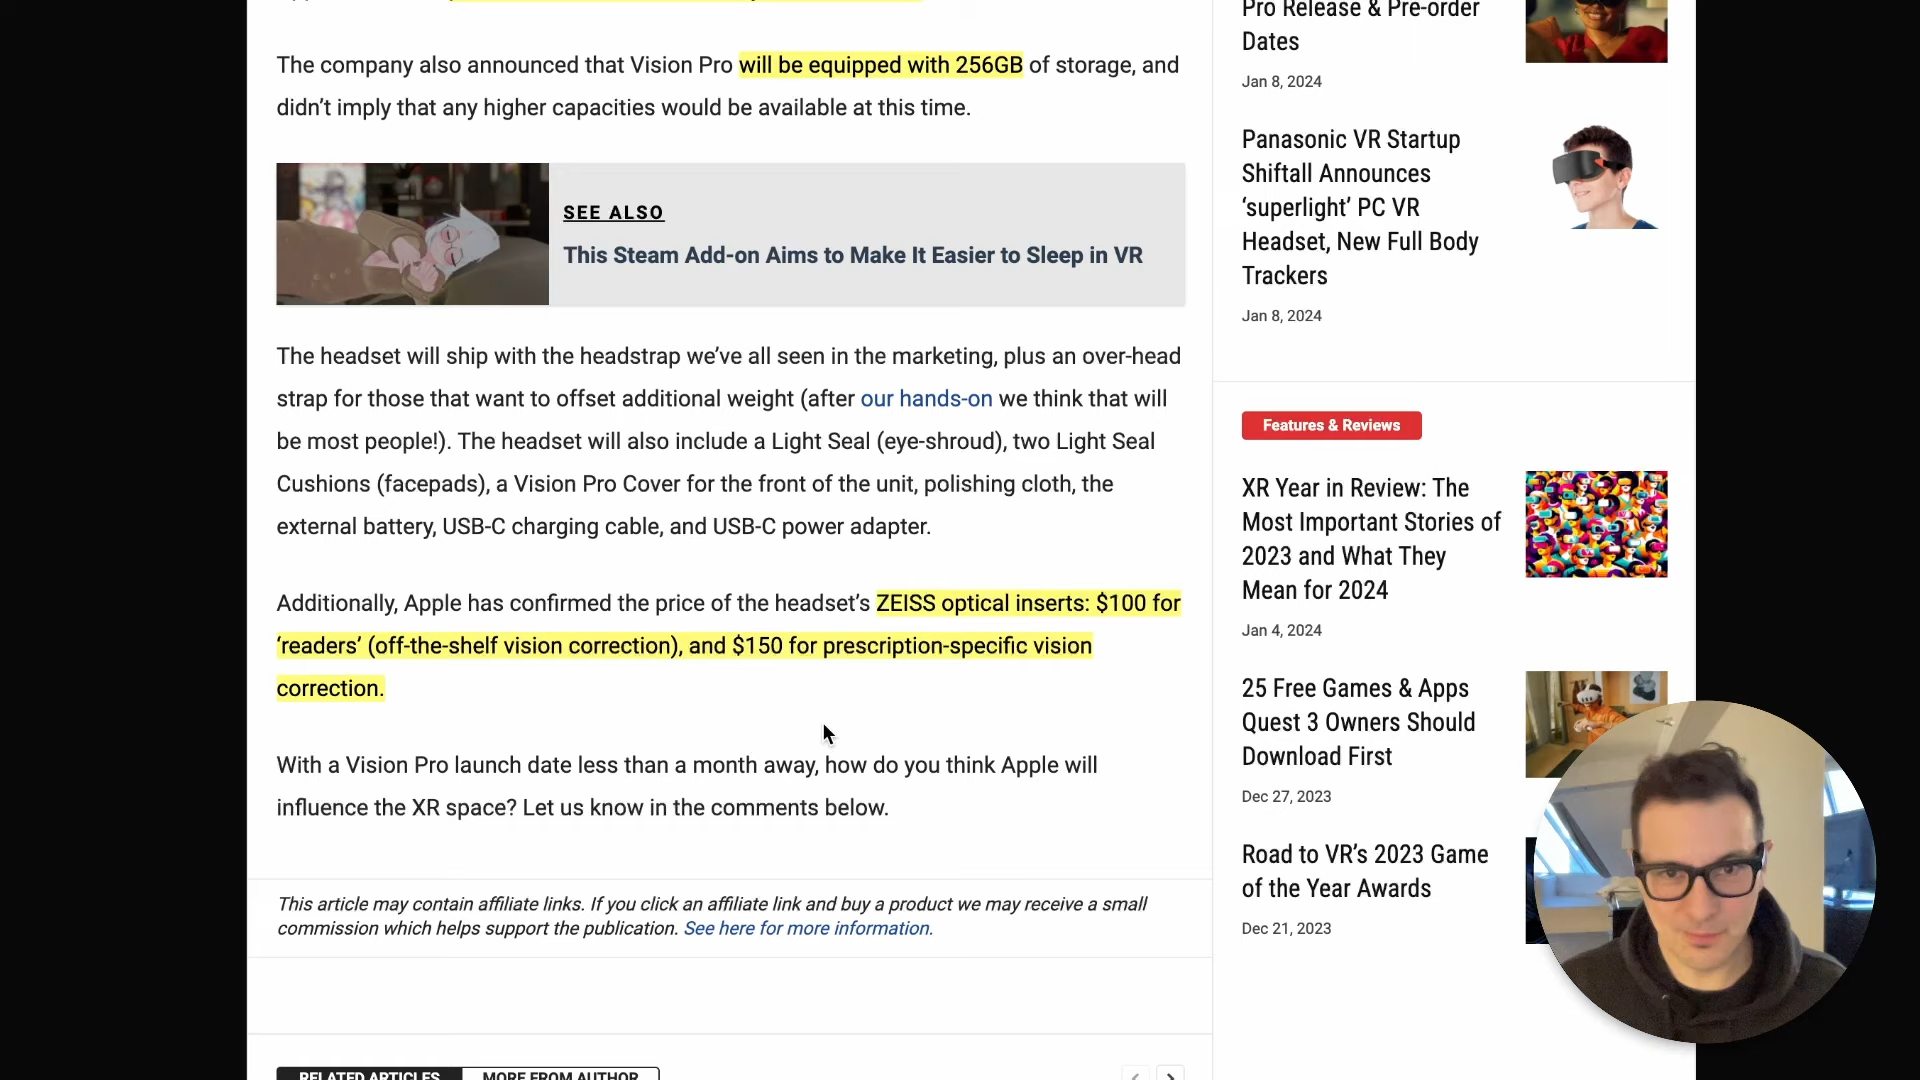 The company also announced that Vision Pro will be equipped with 256GB of storage, and
didn’t imply that any higher capacities would be available at this time.
SEE ALSO
This Steam Add-on Aims to Make It Easier to Sleep in VR
The headset will ship with the headstrap we’ve all seen in the marketing, plus an over-head
strap for those that want to offset additional weight (after our hands-on we think that will
be most people!). The headset will also include a Light Seal (eye-shroud), two Light Seal
Cushions (facepads), a Vision Pro Cover for the front of the unit, polishing cloth, the
external battery, USB-C charging cable, and USB-C power adapter.
Additionally, Apple has confirmed the price of the headset’s ZEISS optical inserts: $100 for
‘readers’ (off-the-shelf vision correction), and $150 for prescription-specific vision
correction.
With a Vision Pro launch date less than a month away, how do you think Apple will
influence the XR space? Let us know in the comments below.
This article may contain affiliate links. If you click an affiliate link and buy a product we may receive a small
commission which helps support the publication. See here for more information.
RELATED ARTICLES
MORE FROM AUTHOR
Pro Release & Pre-order
Dates
Jan 8, 2024
Panasonic VR Startup
Shiftall Announces
‘superlight’ PC VR
Headset, New Full Body
Trackers
Jan 8, 2024
Features & Reviews
XR Year in Review: The
Most Important Stories of
2023 and What They
Mean for 2024
Jan 4, 2024
25 Free Games & Apps
Quest 3 Owners Should
Download First
Dec 27, 2023
Road to VR’s 2023 Game
of the Year Awards
Dec 21, 2023